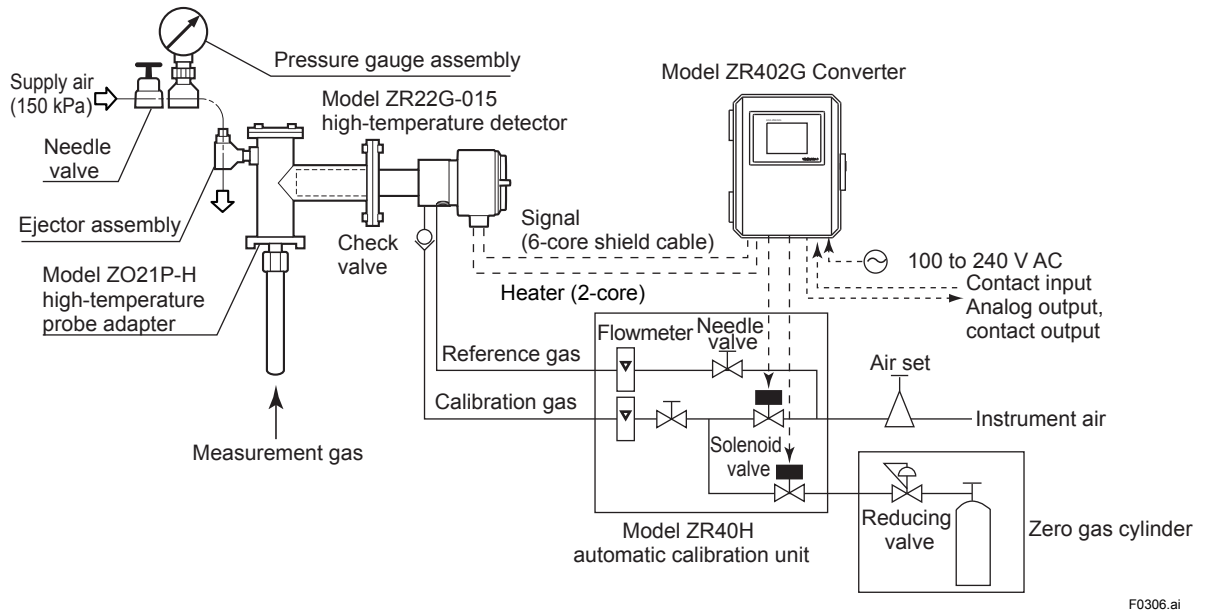 Pressure gauge assembly
Model ZR402G Converter
Supply air
(150 kPa)
Model ZR22G-015
high-temperature detector
Needle
valve
Ejector assembly
Check
valve
Signal
(6-core shield cable)
100 to 240 V AC
Contact input
Analog output,
contact output
Heater (2-core)
Model ZO21P-H
high-temperature
probe adapter
Flowmeter
Needle
valve
Reference gas
Air set
Calibration gas
Instrument air
Measurement gas
Solenoid
valve
Reducing
valve
Zero gas cylinder
Model ZR40H
automatic calibration unit
F0306.ai